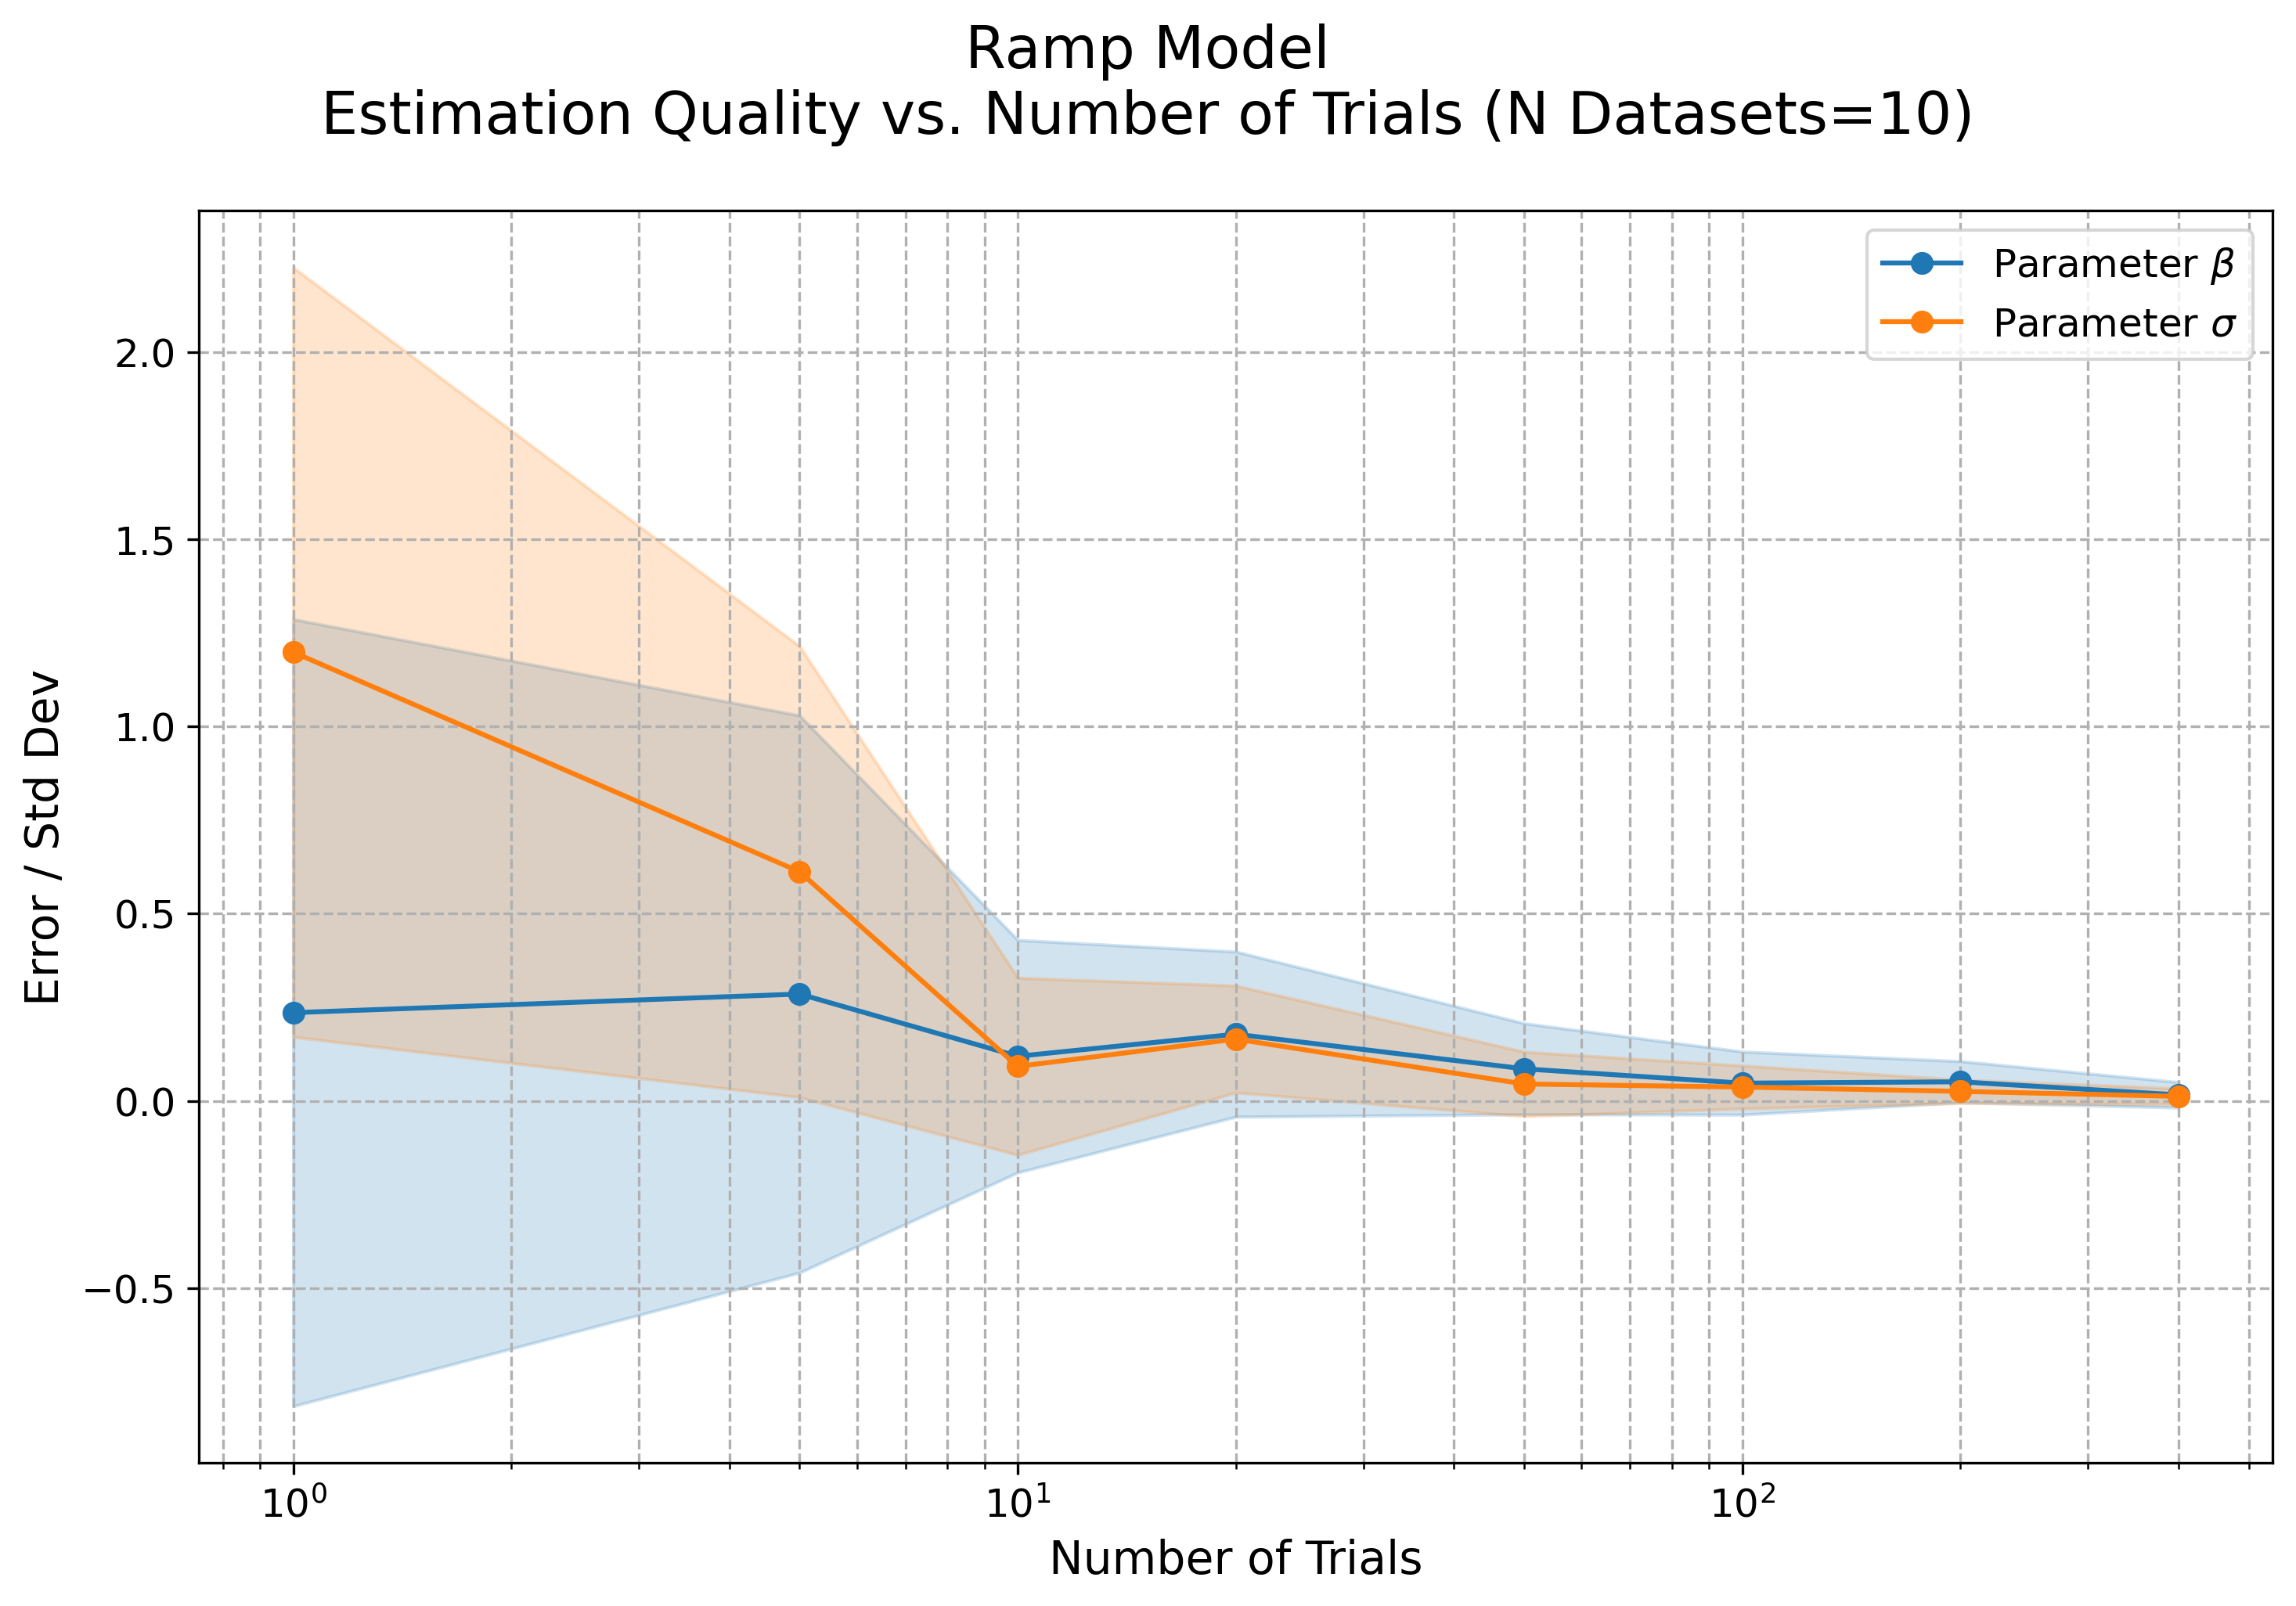 Ramp Model
Estimation Quality vs. Number of Trials (N Datasets=10)
Parameter β
Parameter σ
2.0
1.5
1.0
0.5
0.0
−0.5
Error / Std Dev
10⁰
10¹
10²
Number of Trials